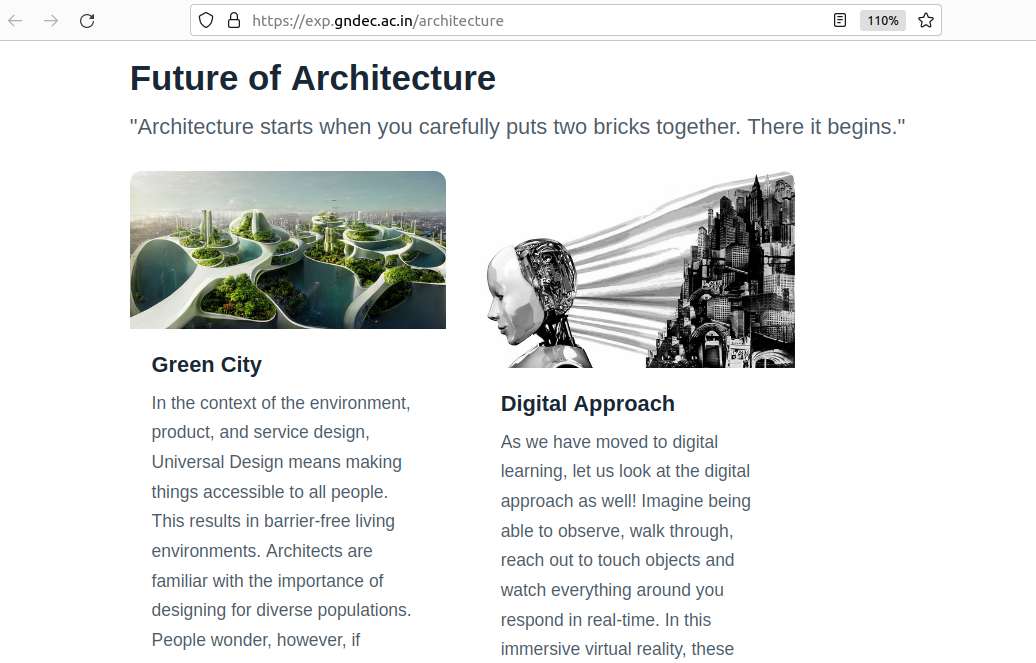 https://exp.gndec.ac.in/architecture
110%
Future of Architecture
"Architecture starts when you carefully puts two bricks together. There it begins."
Green City
In the context of the environment,
product, and service design,
Universal Design means making
things accessible to all people.
This results in barrier-free living
environments. Architects are
familiar with the importance of
designing for diverse populations.
People wonder, however, if
Digital Approach
As we have moved to digital
learning, let us look at the digital
approach as well! Imagine being
able to observe, walk through,
reach out to touch objects and
watch everything around you
respond in real-time. In this
immersive virtual reality, these